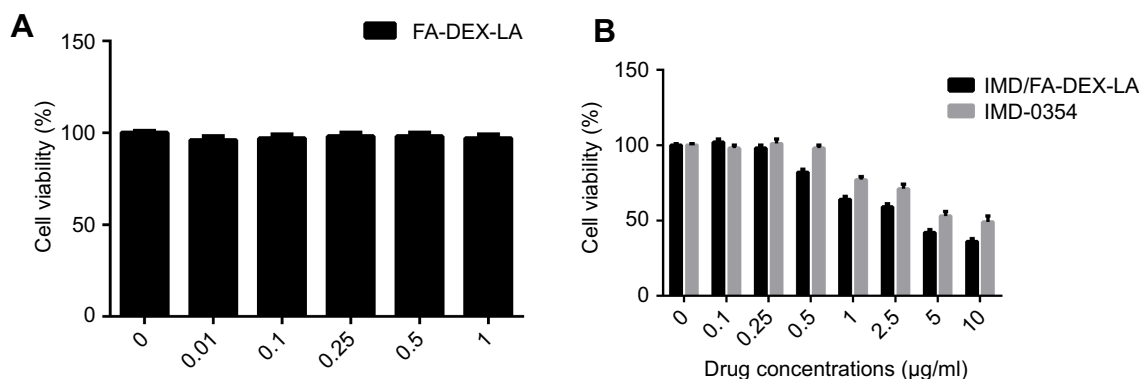 A
FA-DEX-LA
150
100
50
0
Cell viability (%)
0
0.01
0.1
0.25
0.5
1
B
IMD/FA-DEX-LA
IMD-0354
150
100
50
0
Cell viability (%)
0
0.1
0.25
0.5
1
2.5
5
10
Drug concentrations (µg/ml)